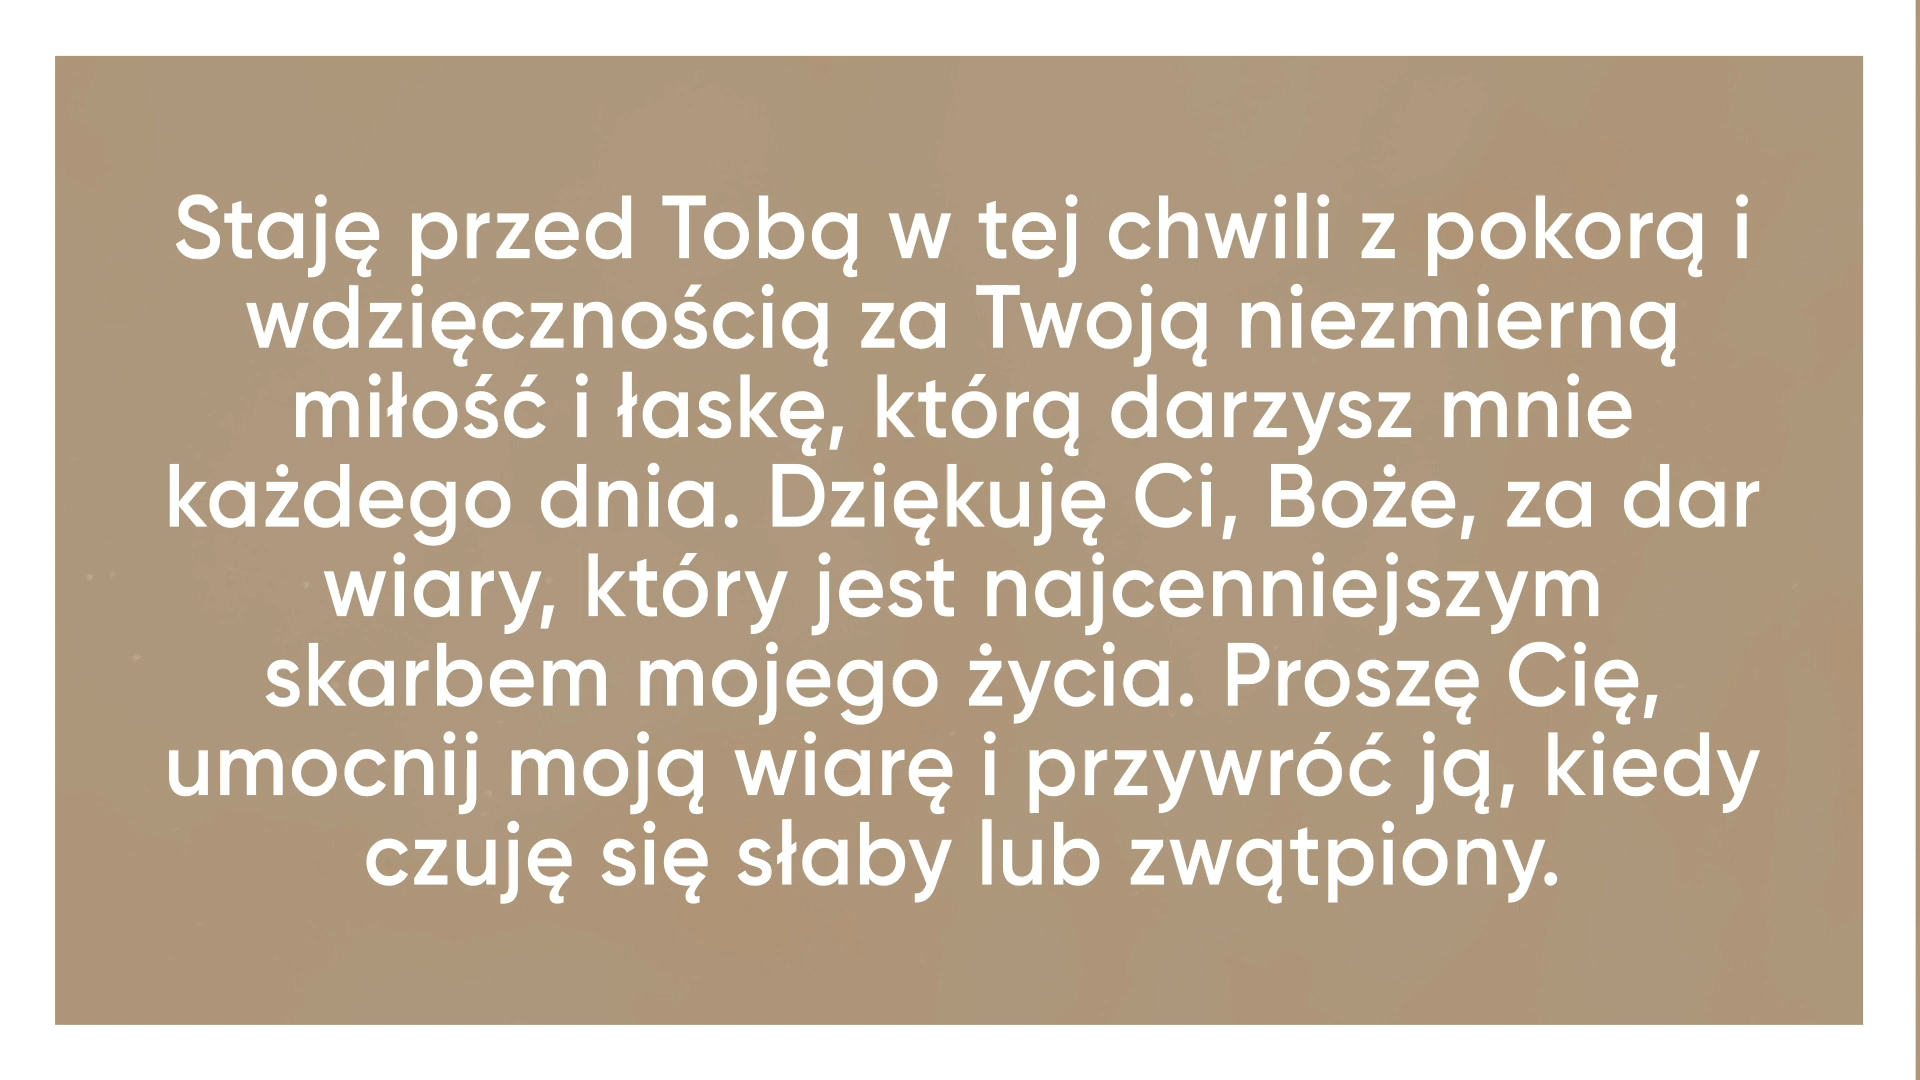 Staję przed Tobą w tej chwili z pokorą i
wdzięcznością za Twoją niezmierną
miłość i łaskę, którą darzysz mnie
każdego dnia. Dziękuję Ci, Boże, za dar
wiary, który jest najcenniejszym
skarbem mojego życia. Proszę Cię,
umocnij moją wiarę i przywróć ją, kiedy
czuję się słaby lub zwątpiony.